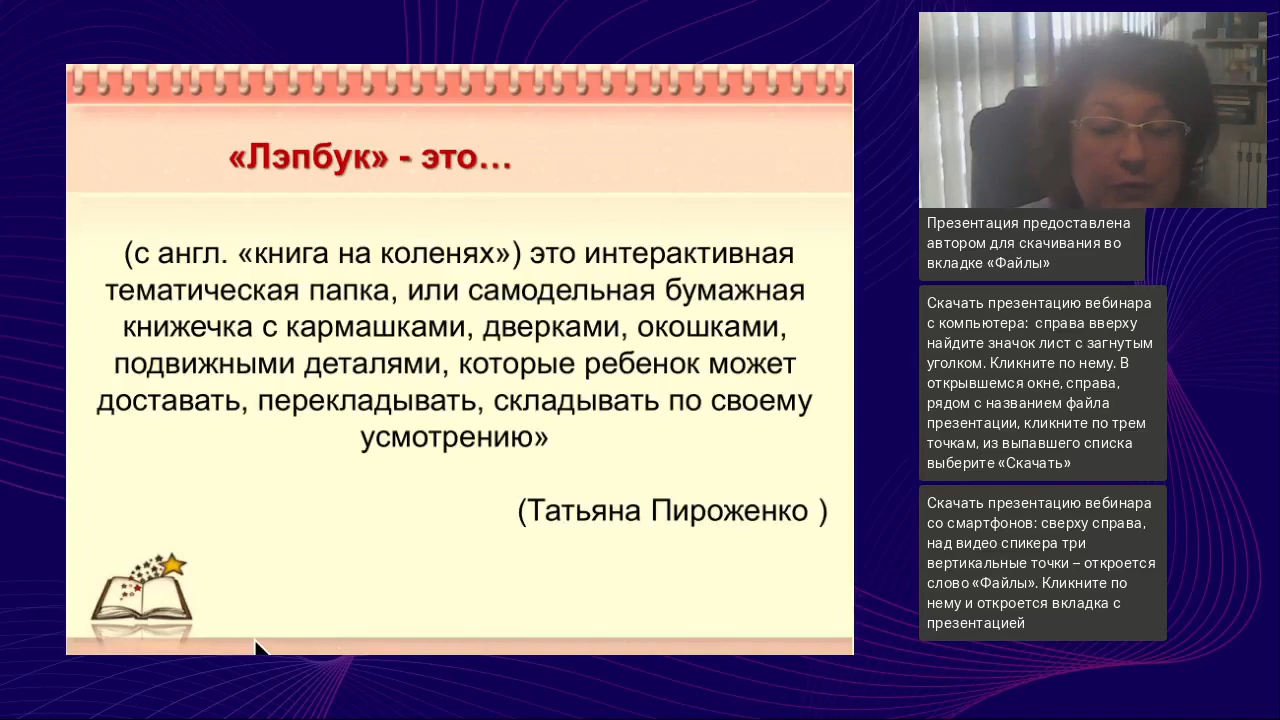 «Лэпбук» - это…
(с англ. «книга на коленях») это интерактивная
тематическая папка, или самодельная бумажная
книжечка с кармашками, дверками, окошками,
подвижными деталями, которые ребенок может
доставать, перекладывать, складывать по своему
усмотрению»
(Татьяна Пироженко )
Презентация предоставлена
автором для скачивания во
вкладке «Файлы»
Скачать презентацию вебинара
с компьютера:  справа вверху
найдите значок лист с загнутым
уголком. Кликните по нему. В
открывшемся окне, справа,
рядом с названием файла
презентации, кликните по трем
точкам, из выпавшего списка
выберите «Скачать»
Скачать презентацию вебинара
со смартфонов: сверху справа,
над видео спикера три
вертикальные точки – откроется
слово «Файлы». Кликните по
нему и откроется вкладка с
презентацией